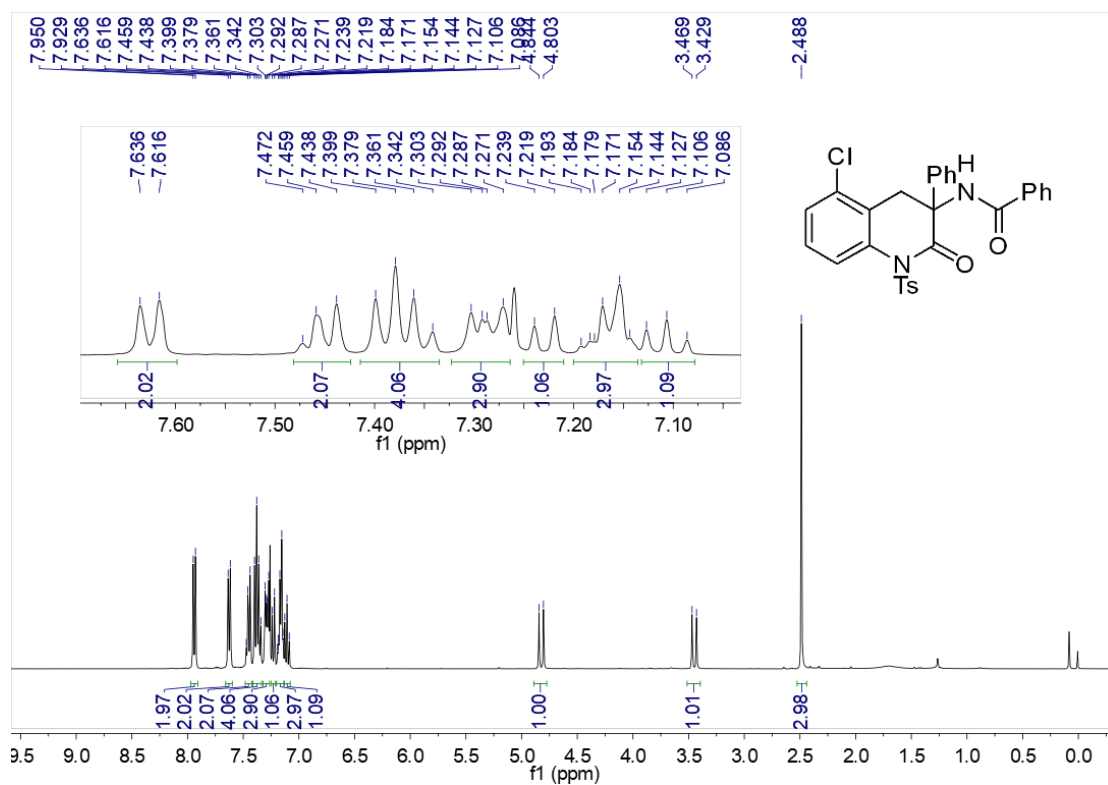 7.950 7.929 7.636 7.616 7.459 7.438 7.399 7.379 7.361 7.342 7.303 7.292 7.287 7.271 7.239 7.219 7.184 7.171 7.154 7.144 7.127 7.106 7.086 4.844 4.803 3.469 3.429 2.488
7.636 7.616 7.472 7.459 7.438 7.399 7.379 7.361 7.342 7.303 7.292 7.287 7.271 7.239 7.219 7.193 7.184 7.179 7.171 7.154 7.144 7.127 7.106 7.086
2.02 2.07 4.06 2.90 1.06 2.97 1.09
7.60 7.50 7.40 7.30 7.20 7.10
f1 (ppm)
Cl
Ph H
N Ph
O
N O
Ts
1.97 2.02 2.07 4.06 2.90 1.06 2.97 1.09 1.00 1.01 2.98
9.5 9.0 8.5 8.0 7.5 7.0 6.5 6.0 5.5 5.0 4.5 4.0 3.5 3.0 2.5 2.0 1.5 1.0 0.5 0.0
f1 (ppm)